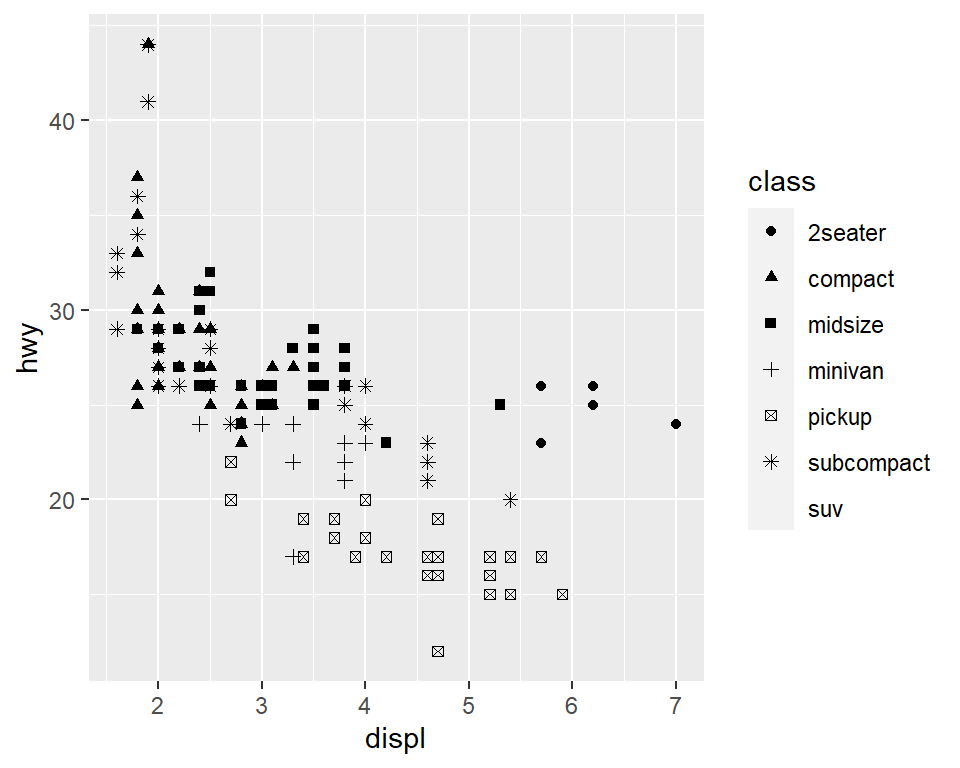 40
30
20
hwy
2 3 4 5 6 7
displ
class
2seater
compact
midsize
minivan
pickup
subcompact
suv